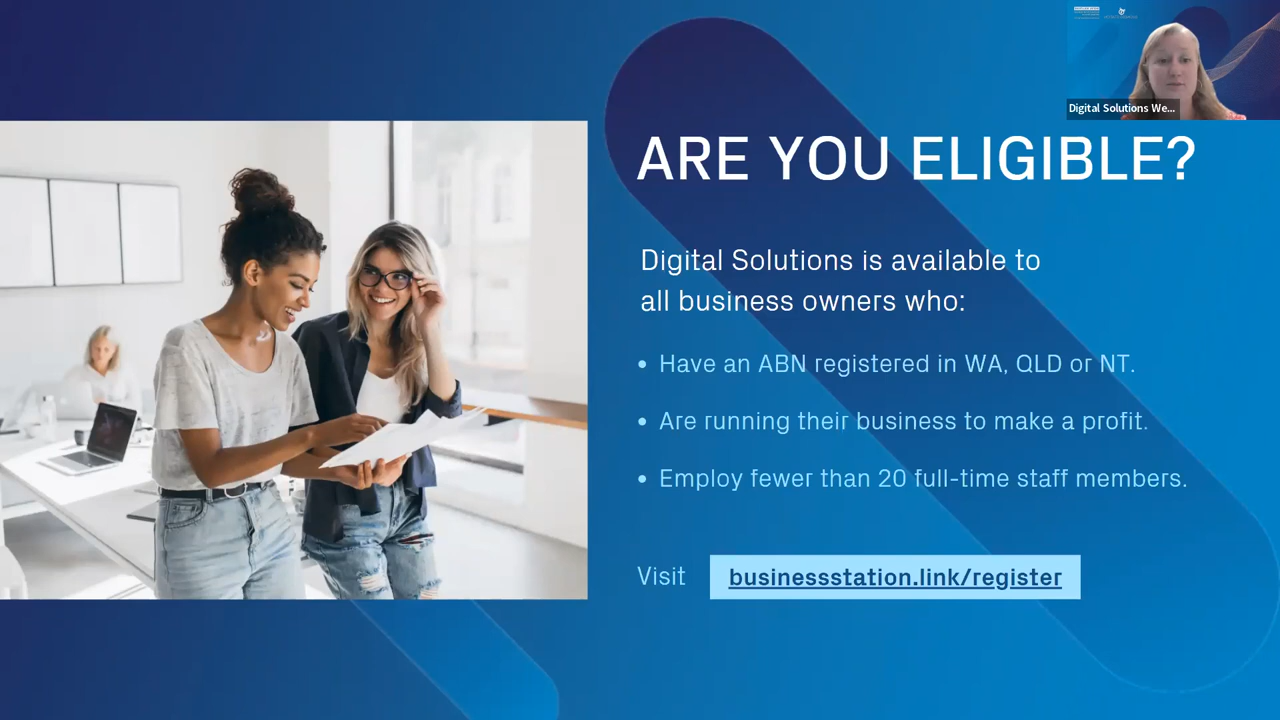 Digital Solutions We...
ARE YOU ELIGIBLE?
Digital Solutions is available to
all business owners who:
• Have an ABN registered in WA, QLD or NT.
• Are running their business to make a profit.
• Employ fewer than 20 full-time staff members.
Visit businessstation.link/register